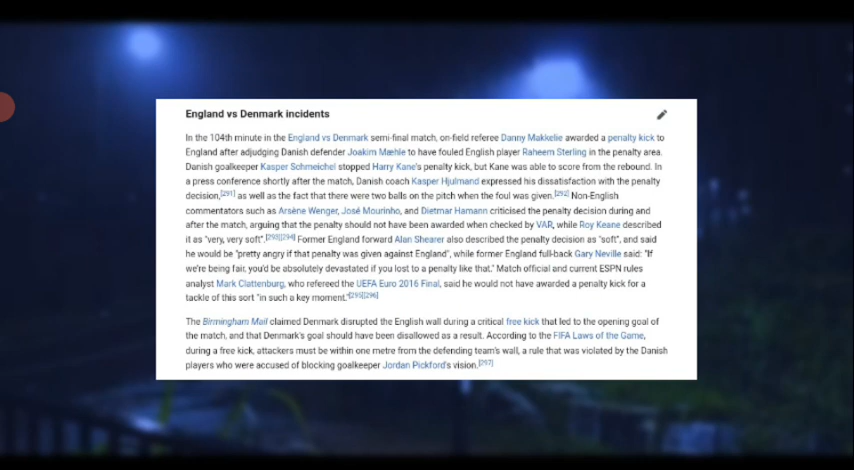 England vs Denmark incidents
In the 104th minute in the England vs Denmark semi-final match, on-field referee Danny Makkelie awarded a penalty kick to
England after adjudging Danish defender Joakim Mæhle to have fouled English player Raheem Sterling in the penalty area.
Danish goalkeeper Kasper Schmeichel stopped Harry Kane's penalty kick, but Kane was able to score from the rebound. In
a press conference shortly after the match, Danish coach Kasper Hjulmand expressed his dissatisfaction with the penalty
decision,[291] as well as the fact that there were two balls on the pitch when the foul was given.[292] Non-English
commentators such as Arsène Wenger, José Mourinho, and Dietmar Hamann criticised the penalty decision during and
after the match, arguing that the penalty should not have been awarded when checked by VAR, while Roy Keane described
it as "very, very soft".[293][294] Former England forward Alan Shearer also described the penalty decision as "soft", and said
he would be "pretty angry if that penalty was given against England", while former England full-back Gary Neville said: "If
we're being fair, you'd be absolutely devastated if you lost to a penalty like that." Match official and current ESPN rules
analyst Mark Clattenburg, who refereed the UEFA Euro 2016 Final, said he would not have awarded a penalty kick for a
tackle of this sort "in such a key moment."[295][296]
The Birmingham Mail claimed Denmark disrupted the English wall during a critical free kick that led to the opening goal of
the match, and that Denmark's goal should have been disallowed as a result. According to the FIFA Laws of the Game,
during a free kick, attackers must be within one metre from the defending team's wall, a rule that was violated by the Danish
players who were accused of blocking goalkeeper Jordan Pickford's vision.[297]